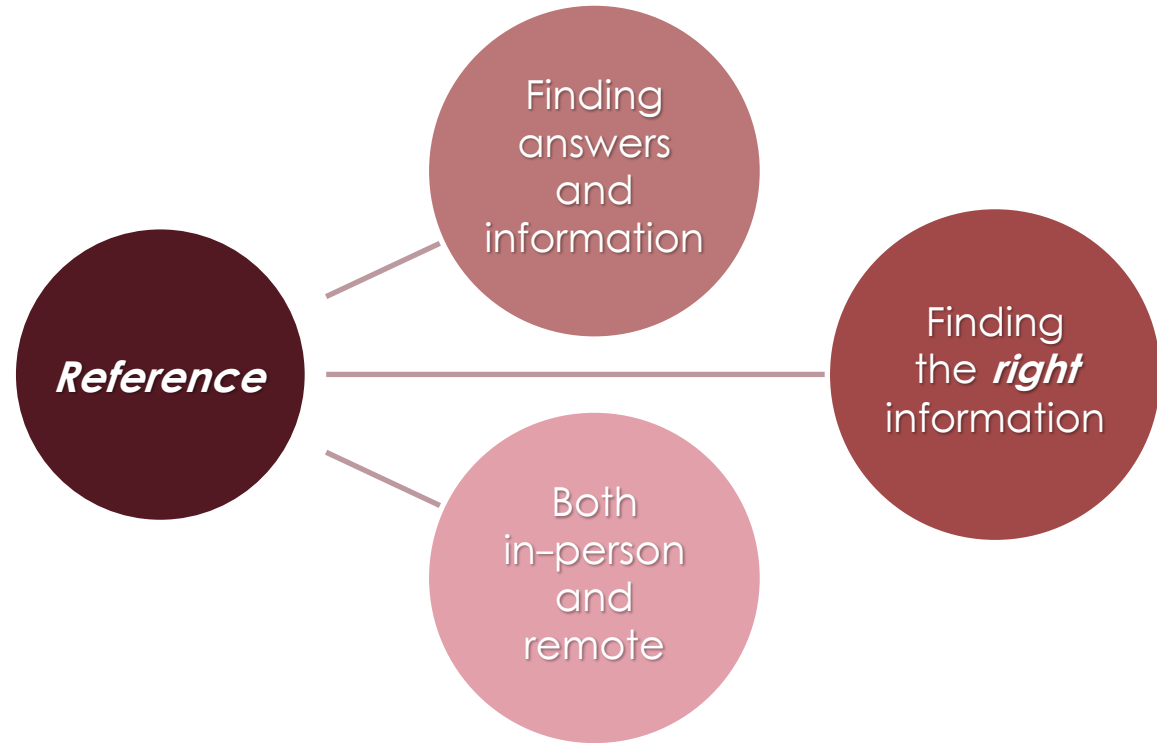 Reference
Finding
answers
and
information
Finding
the right
information
Both
in-person
and
remote